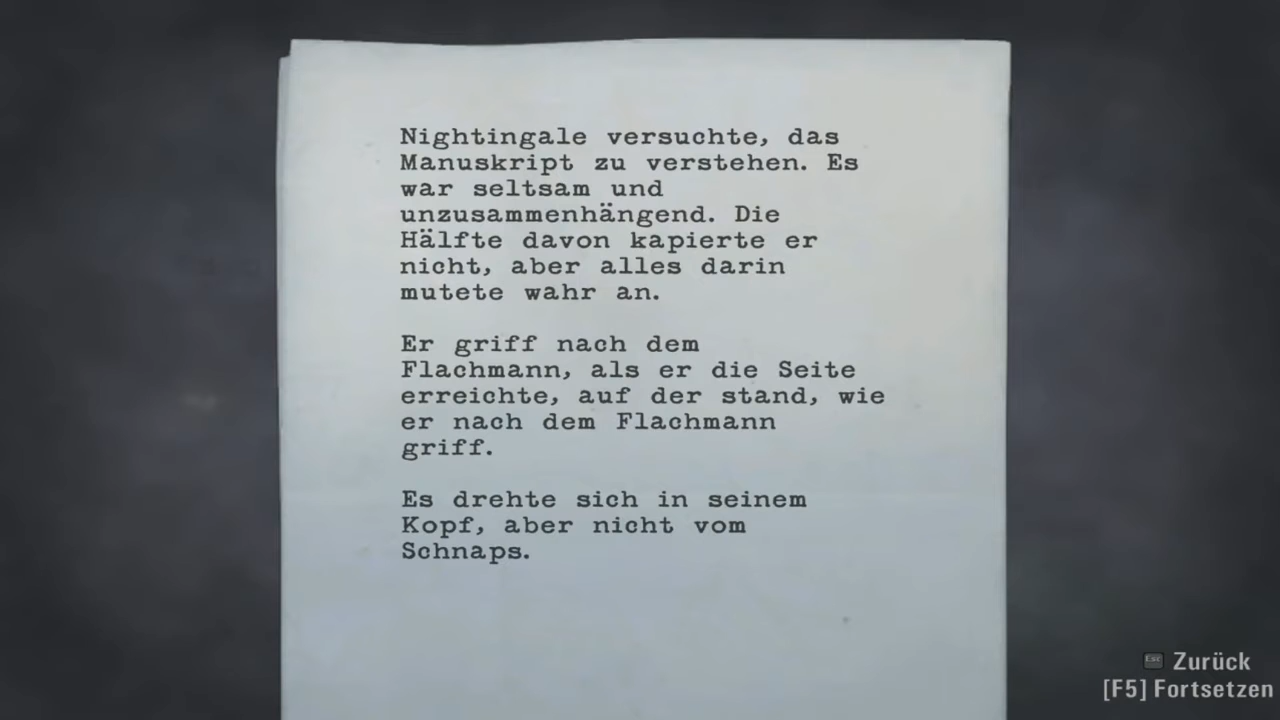 Nightingale versuchte, das
Manuskript zu verstehen. Es
war seltsam und
unzusammenhängend. Die
Hälfte davon kapierte er
nicht, aber alles darin
mutete wahr an.
Er griff nach dem
Flachmann, als er die Seite
erreichte, auf der stand, wie
er nach dem Flachmann
griff.
Es drehte sich in seinem
Kopf, aber nicht vom
Schnaps.
Esc Zurück
[F5] Fortsetzen